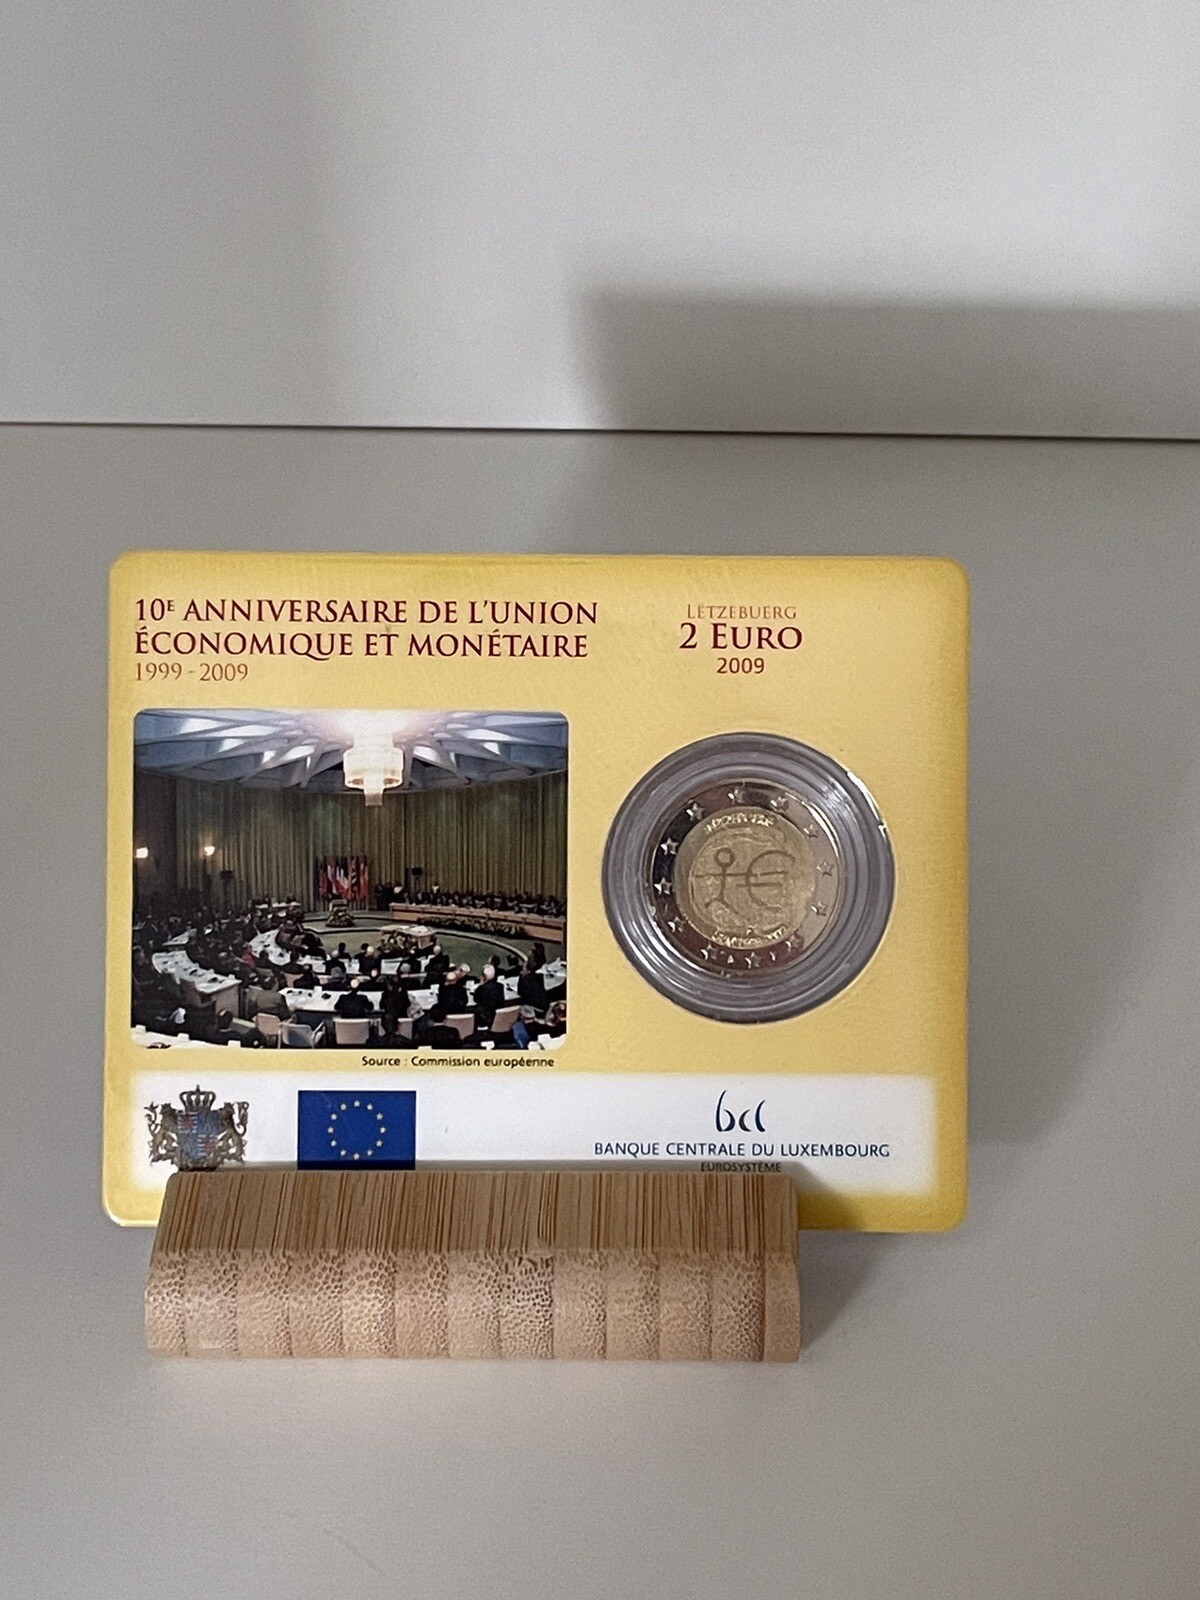 10E ANNIVERSAIRE DE L'UNION
ÉCONOMIQUE ET MONÉTAIRE
1999 - 2009
LËTZEBUERG
2 EURO
2009
Source : Commission européenne
bcl
BANQUE CENTRALE DU LUXEMBOURG
EUROSYSTÈME